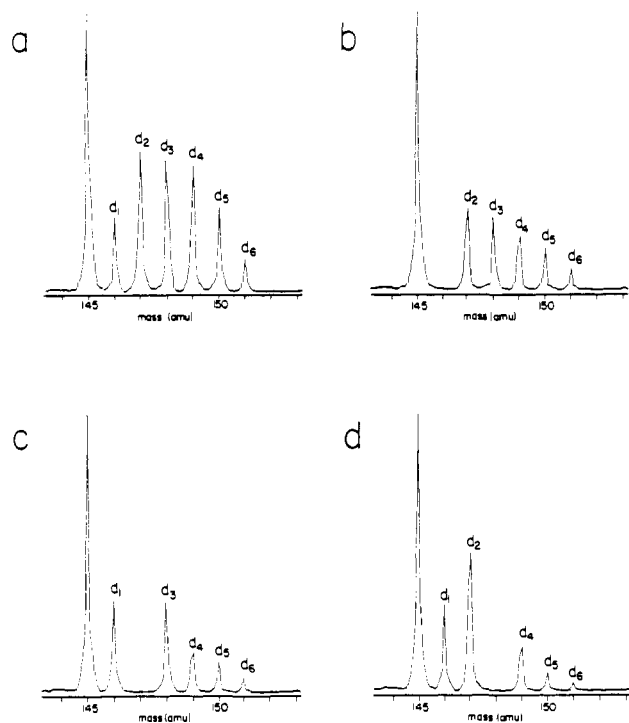 a
d₁
d₂
d₃
d₄
d₅
d₆
145
150
mass (amu)
b
d₂
d₃
d₄
d₅
d₆
145
150
mass (amu)
c
d₁
d₃
d₄
d₅
d₆
145
150
mass (amu)
d
d₁
d₂
d₄
d₅
d₆
145
150
mass (amu)